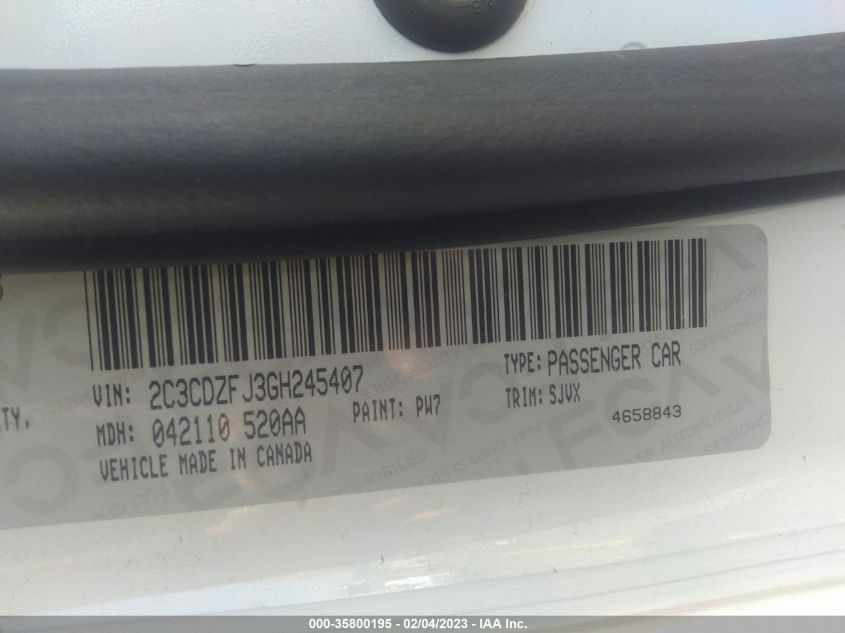 VIN: 2C3CDZFJ3GH245407
TYPE: PASSENGER CAR
MDH: 042110 520AA
PAINT: PW7
TRIM: SJVX
4658843
VEHICLE MADE IN CANADA
TY,
000-35800195 - 02/04/2023 - IAA Inc.